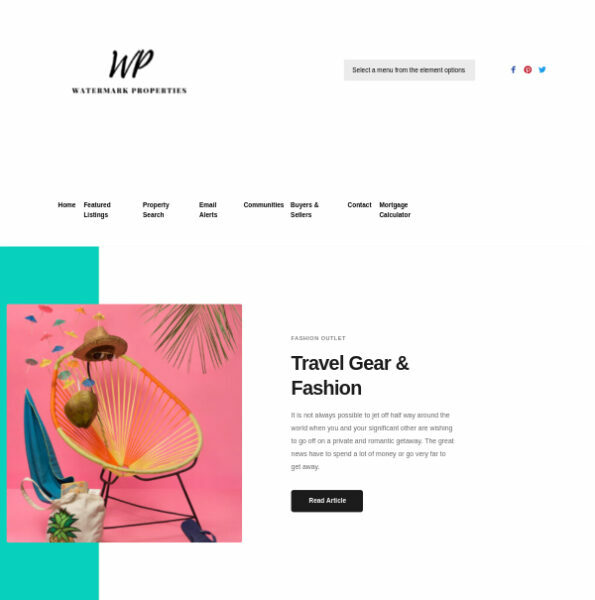 WP
WATERMARK PROPERTIES
Select a menu from the element options
Home
Featured
Listings
Property
Search
Email
Alerts
Communities
Buyers &
Sellers
Contact
Mortgage
Calculator
FASHION OUTLET
Travel Gear &
Fashion
It is not always possible to jet off half way around the
world when you and your significant other are wishing
to go off on a private and romantic getaway. The great
news have to spend a lot of money or go very far to
get away.
Read Article